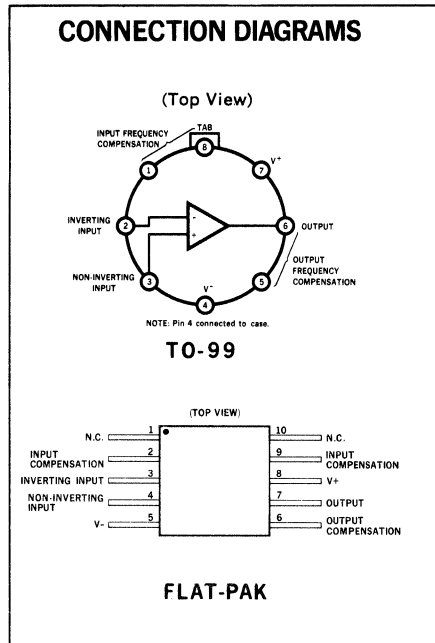 CONNECTION DIAGRAMS
(Top View)
INPUT FREQUENCY
COMPENSATION
TAB
8
1
7
V+
INVERTING
INPUT
2
-
+
6
OUTPUT
NON-INVERTING
INPUT
3
5
OUTPUT
FREQUENCY
COMPENSATION
V-
4
NOTE: Pin 4 connected to case.
TO-99
(TOP VIEW)
N.C.
1
10
N.C.
INPUT
COMPENSATION
2
9
INPUT
COMPENSATION
INVERTING INPUT
3
8
V+
NON-INVERTING
INPUT
4
7
OUTPUT
V-
5
6
OUTPUT
COMPENSATION
FLAT-PAK